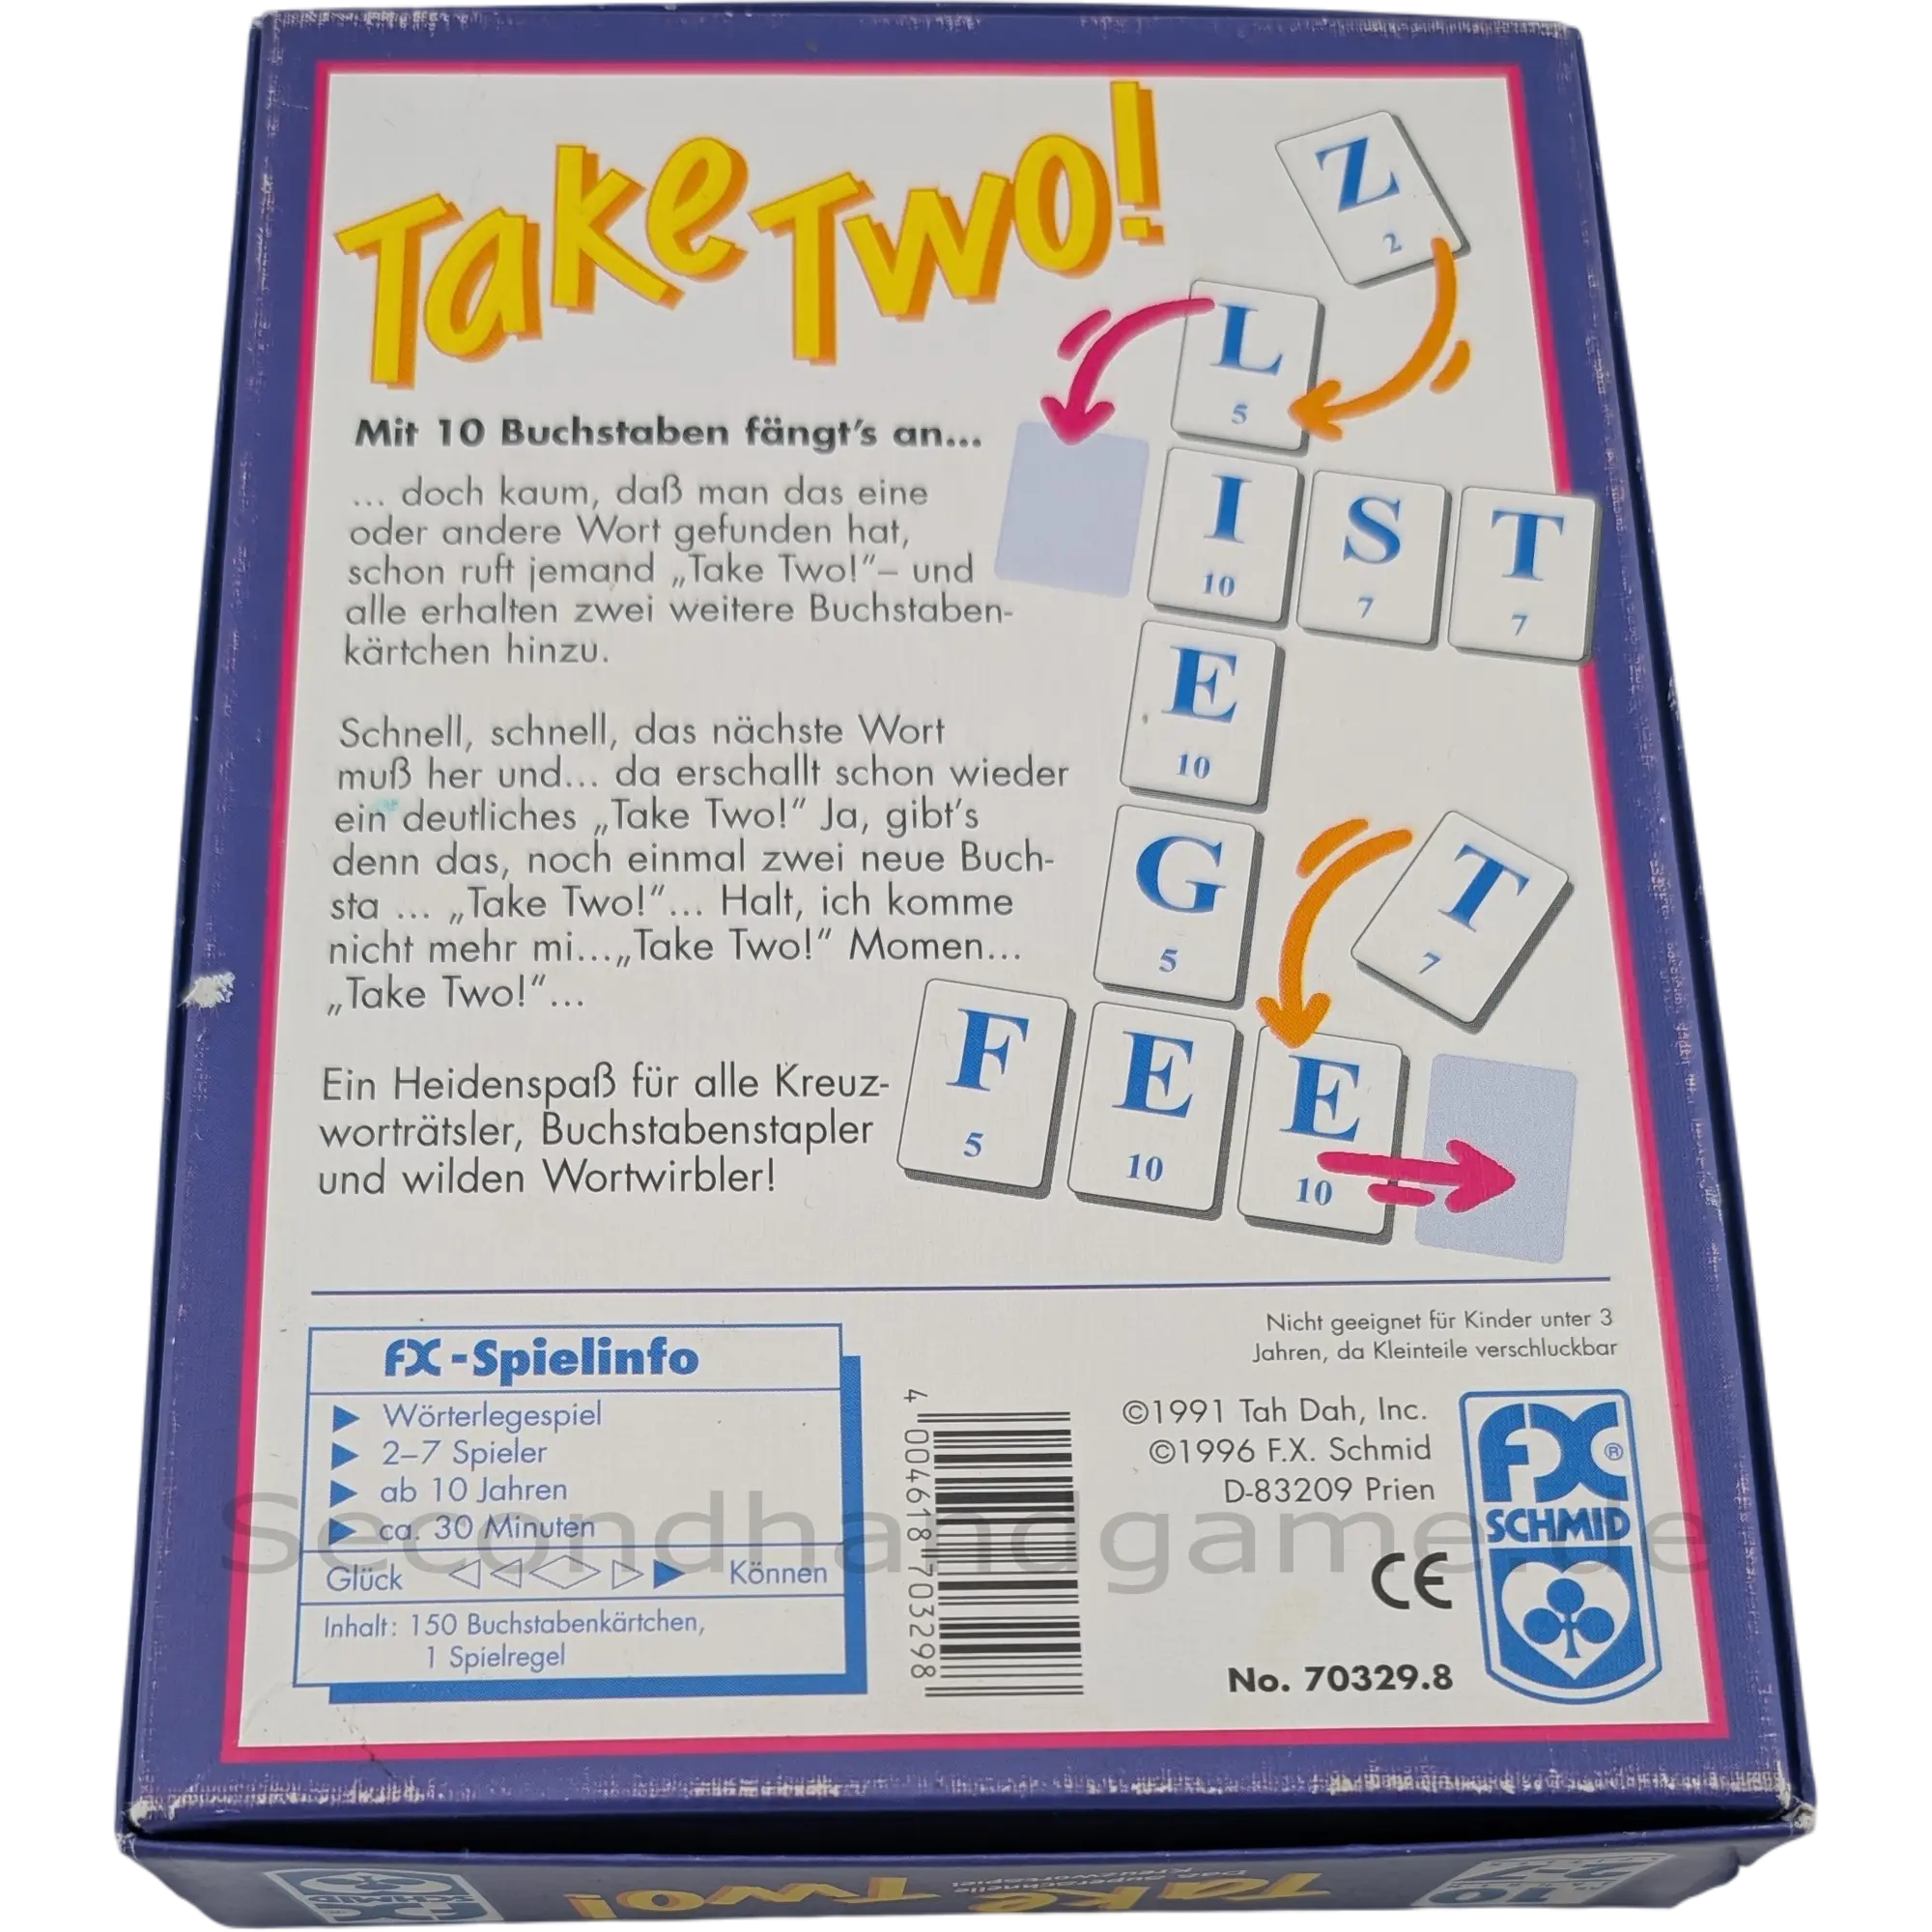 Take Two!
Z
2
L
5
I S T
10 7 7
E
10
G
5
T
7
F E E
5 10 10
Mit 10 Buchstaben fängt's an...
... doch kaum, daß man das eine
oder andere Wort gefunden hat,
schon ruft jemand „Take Two!“– und
alle erhalten zwei weitere Buchstaben-
kärtchen hinzu.
Schnell, schnell, das nächste Wort
muß her und... da erschallt schon wieder
ein deutliches „Take Two!“ Ja, gibt's
denn das, noch einmal zwei neue Buch-
sta ... „Take Two!“... Halt, ich komme
nicht mehr mi...„Take Two!“ Momen...
„Take Two!“...
Ein Heidenspaß für alle Kreuz-
worträtsler, Buchstabenstapler
und wilden Wortwirbler!
FX-Spielinfo
Wörterlegespiel
2–7 Spieler
ab 10 Jahren
ca. 30 Minuten
Glück Können
Inhalt: 150 Buchstabenkärtchen,
1 Spielregel
4 004618 703298
Nicht geeignet für Kinder unter 3
Jahren, da Kleinteile verschluckbar
©1991 Tah Dah, Inc.
©1996 F.X. Schmid
D-83209 Prien
CE
No. 70329.8
FX®
SCHMID
Secondhandgame.de
Take Two!
FX
SCHMID